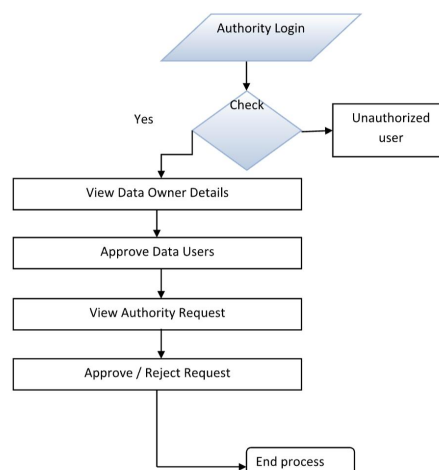 Authority Login
Check
Yes
Unauthorized
user
View Data Owner Details
Approve Data Users
View Authority Request
Approve / Reject Request
End process